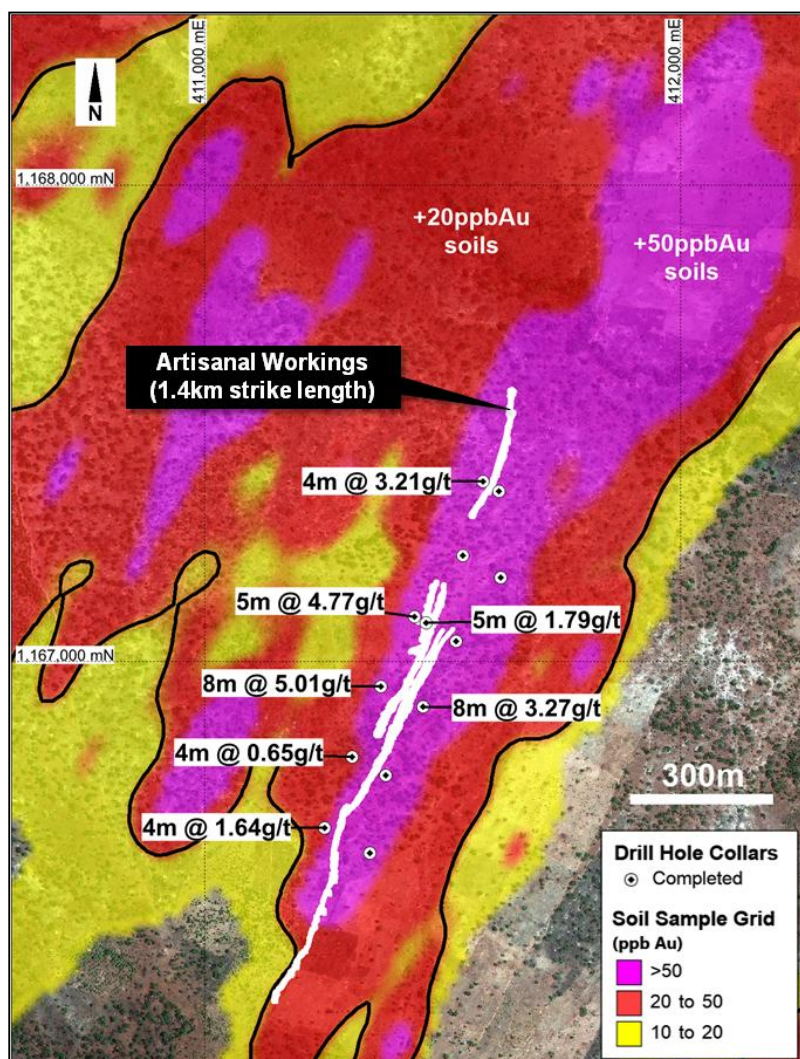 411,000 mE
412,000 mE
N
1,168,000 mN
+20ppbAu
soils
+50ppbAu
soils
Artisanal Workings
(1.4km strike length)
4m @ 3.21g/t
5m @ 4.77g/t
5m @ 1.79g/t
1,167,000 mN
8m @ 5.01g/t
8m @ 3.27g/t
4m @ 0.65g/t
300m
4m @ 1.64g/t
Drill Hole Collars
Completed
Soil Sample Grid
(ppb Au)
>50
20 to 50
10 to 20